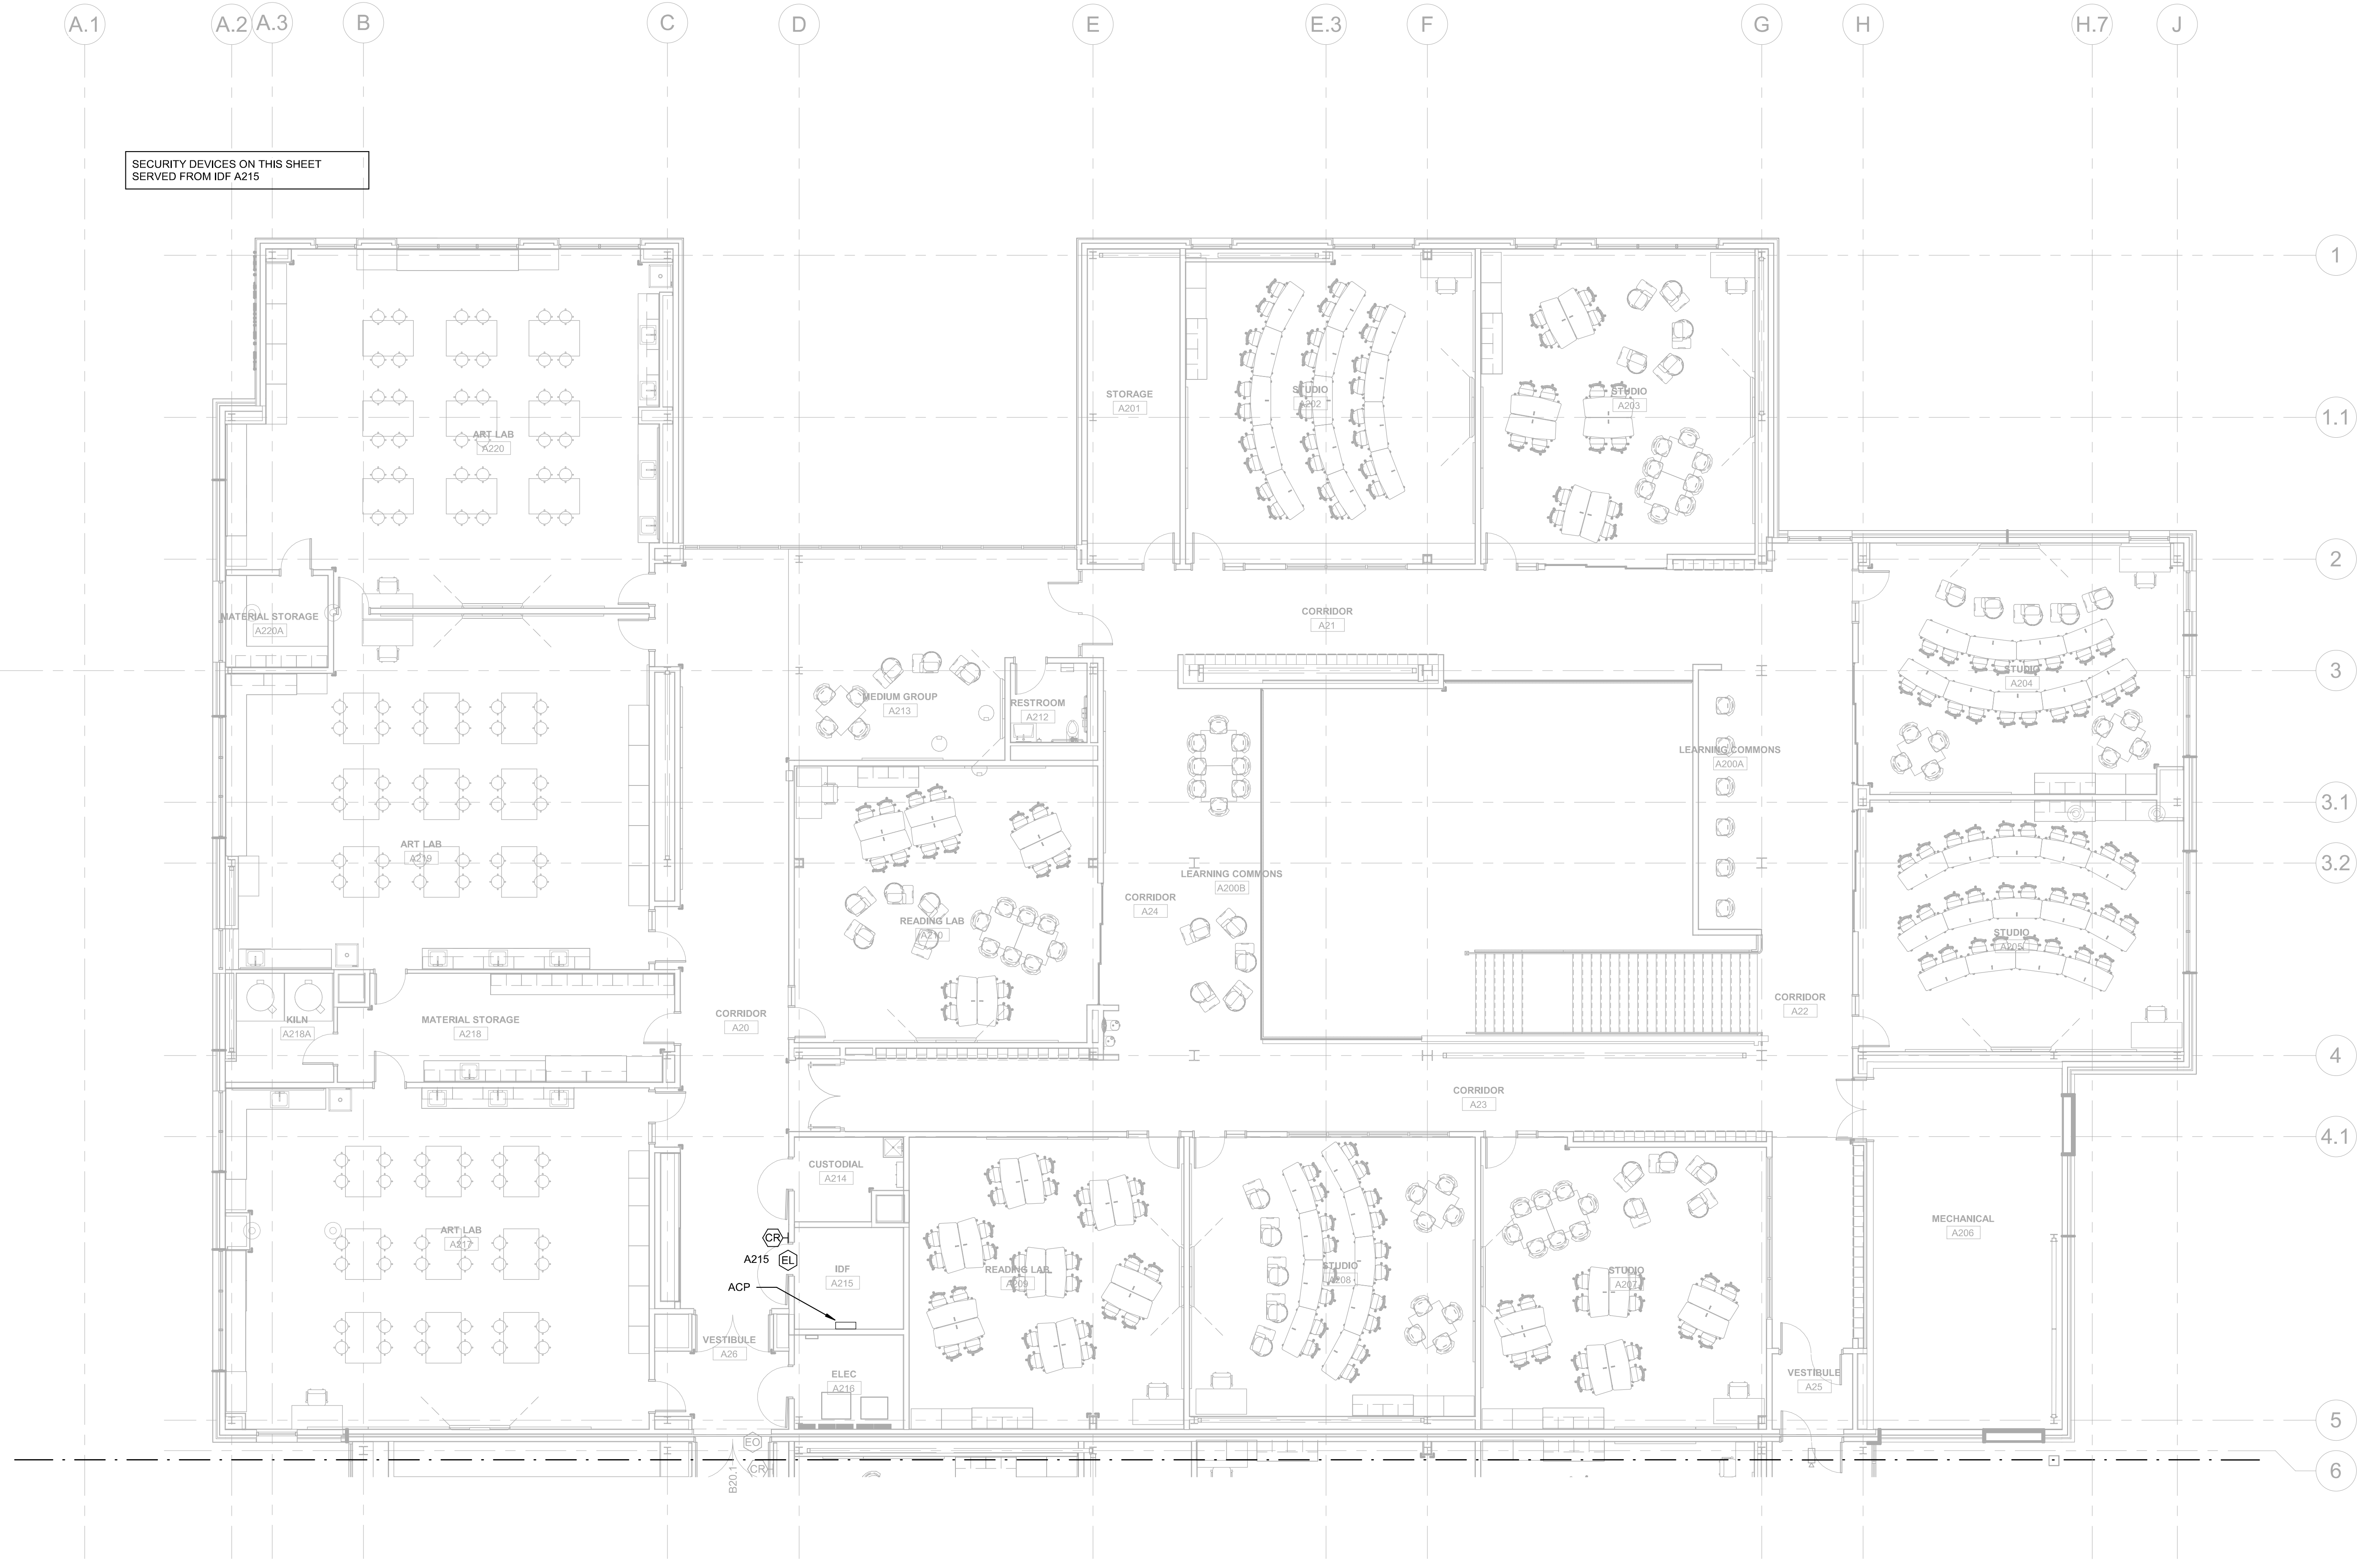 A.1
A.2
A.3
B
C
D
E
E.3
F
G
H
H.7
J
SECURITY DEVICES ON THIS SHEET
SERVED FROM IDF A215
1
1.1
2
3
3.1
3.2
4
4.1
5
6
STORAGE
A201
STUDIO
A202
STUDIO
A203
ART LAB
A220
MATERIAL STORAGE
A220A
CORRIDOR
A21
MEDIUM GROUP
A213
RESTROOM
A212
STUDIO
A204
LEARNING COMMONS
A200A
ART LAB
A219
LEARNING COMMONS
A200B
CORRIDOR
A24
READING LAB
A210
STUDIO
A205
KILN
A218A
MATERIAL STORAGE
A218
CORRIDOR
A20
CORRIDOR
A22
CORRIDOR
A23
CUSTODIAL
A214
ART LAB
A217
CR
A215
EL
IDF
A215
ACP
READING LAB
A209
STUDIO
A208
STUDIO
A207
MECHANICAL
A206
VESTIBULE
A26
ELEC
A216
VESTIBULE
A25
EO
CR
B20.1